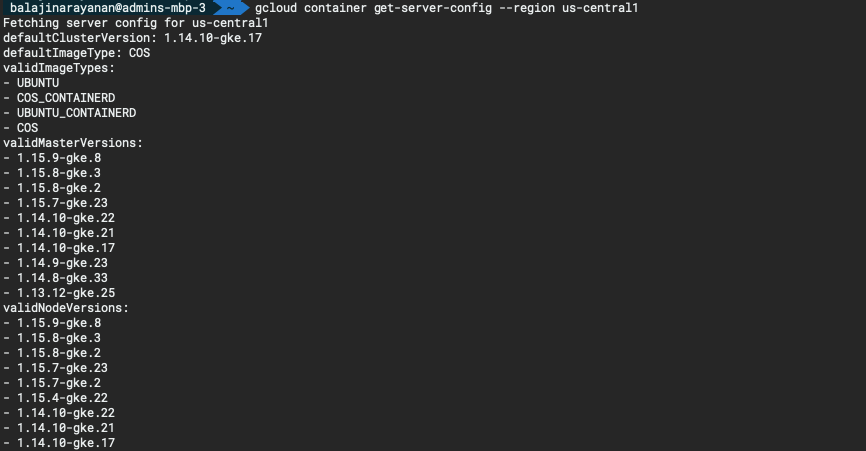 balajinarayanan@admins-mbp-3 ~ gcloud container get-server-config --region us-central1
Fetching server config for us-central1
defaultClusterVersion: 1.14.10-gke.17
defaultImageType: COS
validImageTypes:
- UBUNTU
- COS_CONTAINERD
- UBUNTU_CONTAINERD
- COS
validMasterVersions:
- 1.15.9-gke.8
- 1.15.8-gke.3
- 1.15.8-gke.2
- 1.15.7-gke.23
- 1.14.10-gke.22
- 1.14.10-gke.21
- 1.14.10-gke.17
- 1.14.9-gke.23
- 1.14.8-gke.33
- 1.13.12-gke.25
validNodeVersions:
- 1.15.9-gke.8
- 1.15.8-gke.3
- 1.15.8-gke.2
- 1.15.7-gke.23
- 1.15.7-gke.2
- 1.15.4-gke.22
- 1.14.10-gke.22
- 1.14.10-gke.21
- 1.14.10-gke.17